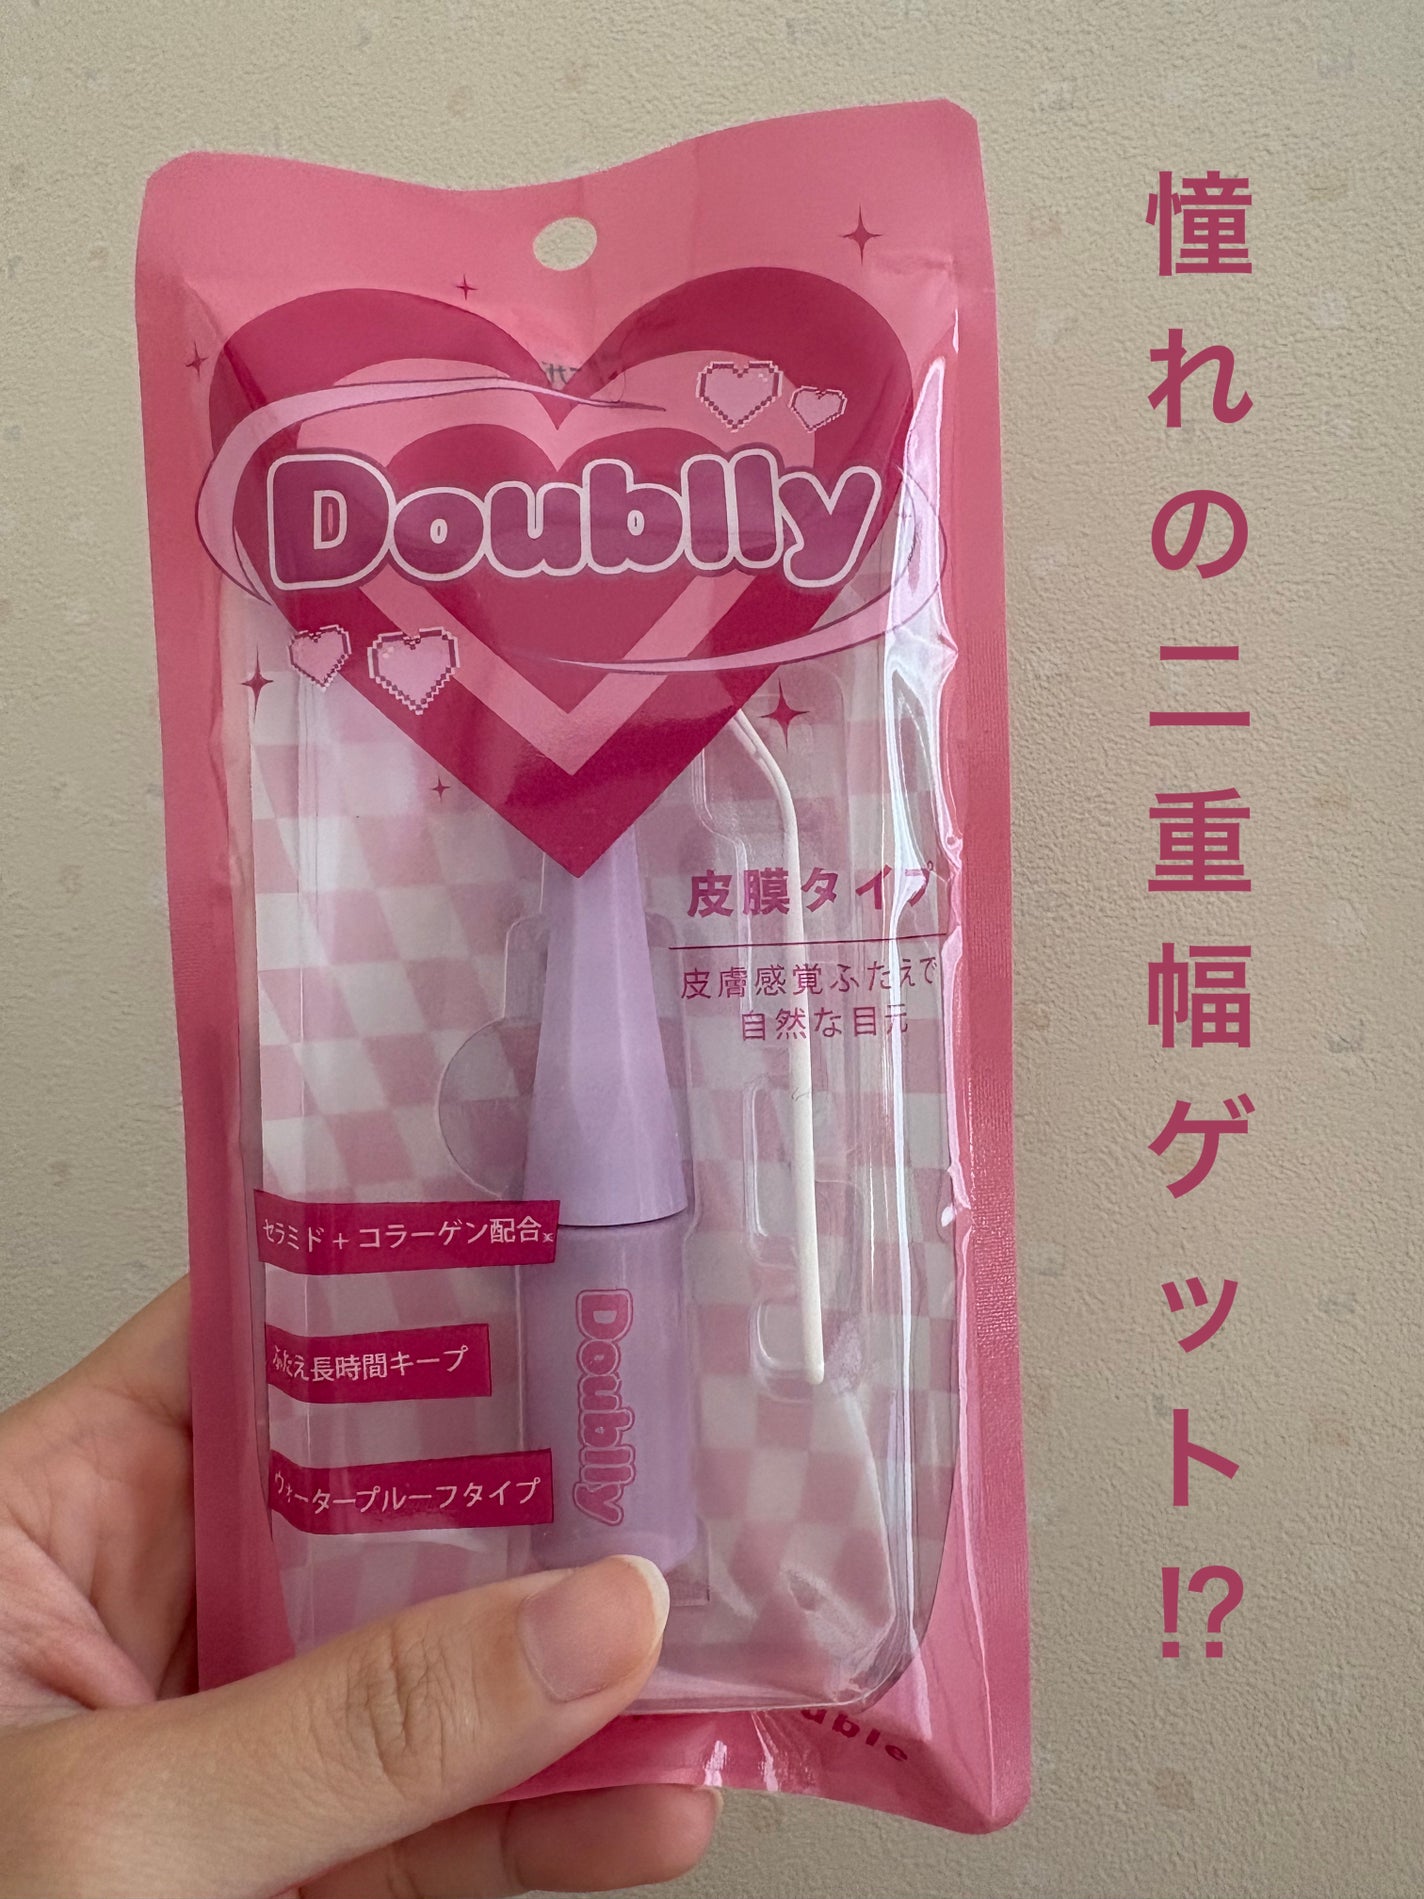 憧れの二重幅ゲット⁉
Doublly
皮膜タイプ
皮膚感覚ふたえで
自然な目元
セラミド + コラーゲン配合※
ふたえ長時間キープ
ウォータープルーフタイプ
Doublly